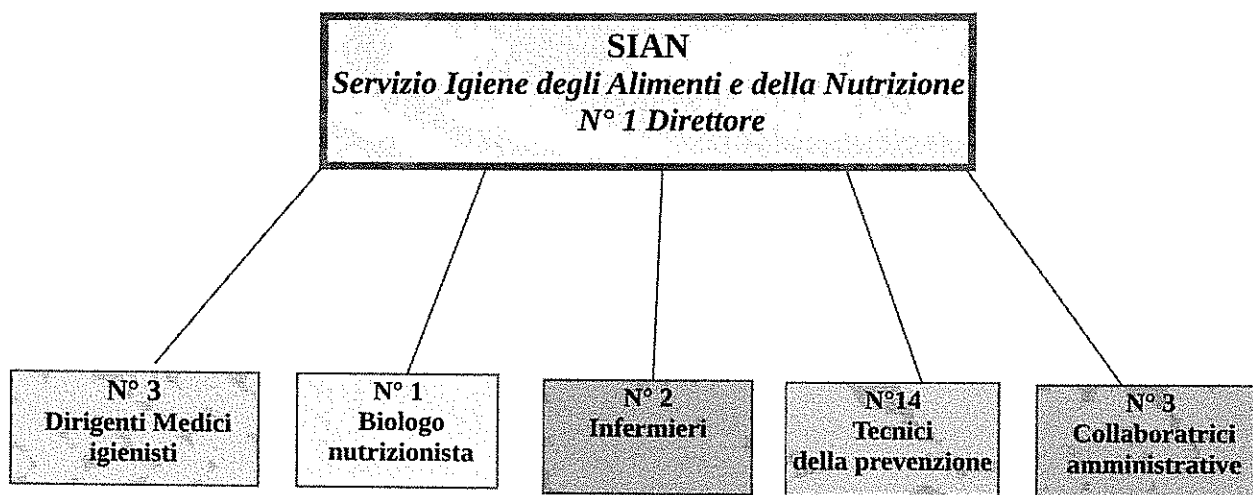 SIAN
Servizio Igiene degli Alimenti e della Nutrizione
N° 1 Direttore
N° 3
Dirigenti Medici
igienisti
N° 1
Biologo
nutrizionista
N° 2
Infermieri
N°14
Tecnici
della prevenzione
N° 3
Collaboratrici
amministrative